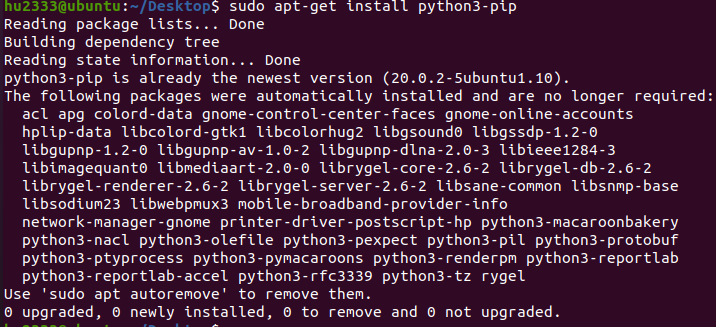 hu2333@ubuntu:~/Desktop$ sudo apt-get install python3-pip
Reading package lists... Done
Building dependency tree
Reading state information... Done
python3-pip is already the newest version (20.0.2-5ubuntu1.10).
The following packages were automatically installed and are no longer required:
  acl apg colord-data gnome-control-center-faces gnome-online-accounts
  hplip-data libcolord-gtk1 libcolorhug2 libgsound0 libgssdp-1.2-0
  libgupnp-1.2-0 libgupnp-av-1.0-2 libgupnp-dlna-2.0-3 libieee1284-3
  libimagequant0 libmediaart-2.0-0 librygel-core-2.6-2 librygel-db-2.6-2
  librygel-renderer-2.6-2 librygel-server-2.6-2 libsane-common libsnmp-base
  libsodium23 libwebpmux3 mobile-broadband-provider-info
  network-manager-gnome printer-driver-postscript-hp python3-macaroonbakery
  python3-nacl python3-olefile python3-pexpect python3-pil python3-protobuf
  python3-ptyprocess python3-pymacaroons python3-renderpm python3-reportlab
  python3-reportlab-accel python3-rfc3339 python3-tz rygel
Use 'sudo apt autoremove' to remove them.
0 upgraded, 0 newly installed, 0 to remove and 0 not upgraded.